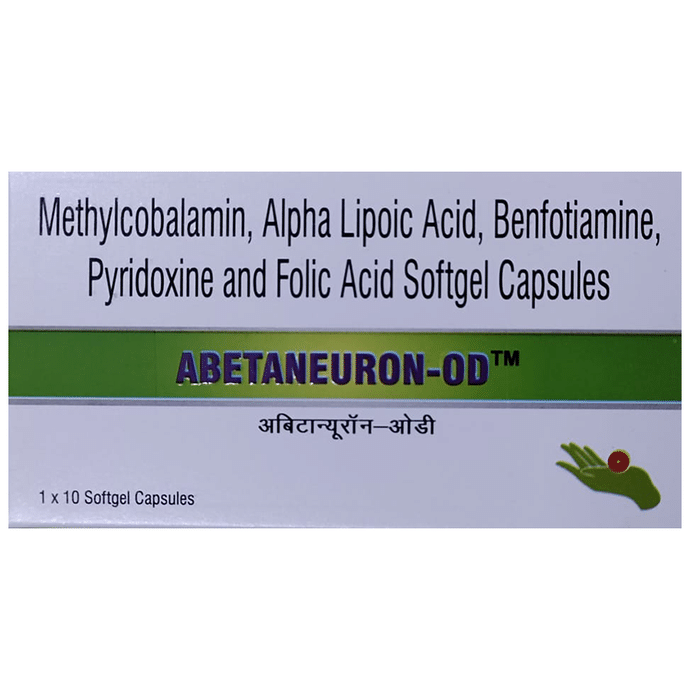 Methylcobalamin, Alpha Lipoic Acid, Benfotiamine,
Pyridoxine and Folic Acid Softgel Capsules
ABETANEURON-OD™
अबिटान्यूरॉन–ओडी
1 x 10 Softgel Capsules